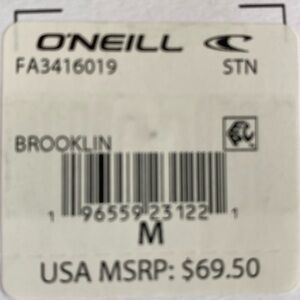 O'NEILL
FA3416019 STN
BROOKLIN
1 96559 23122 1
M
USA MSRP: $69.50